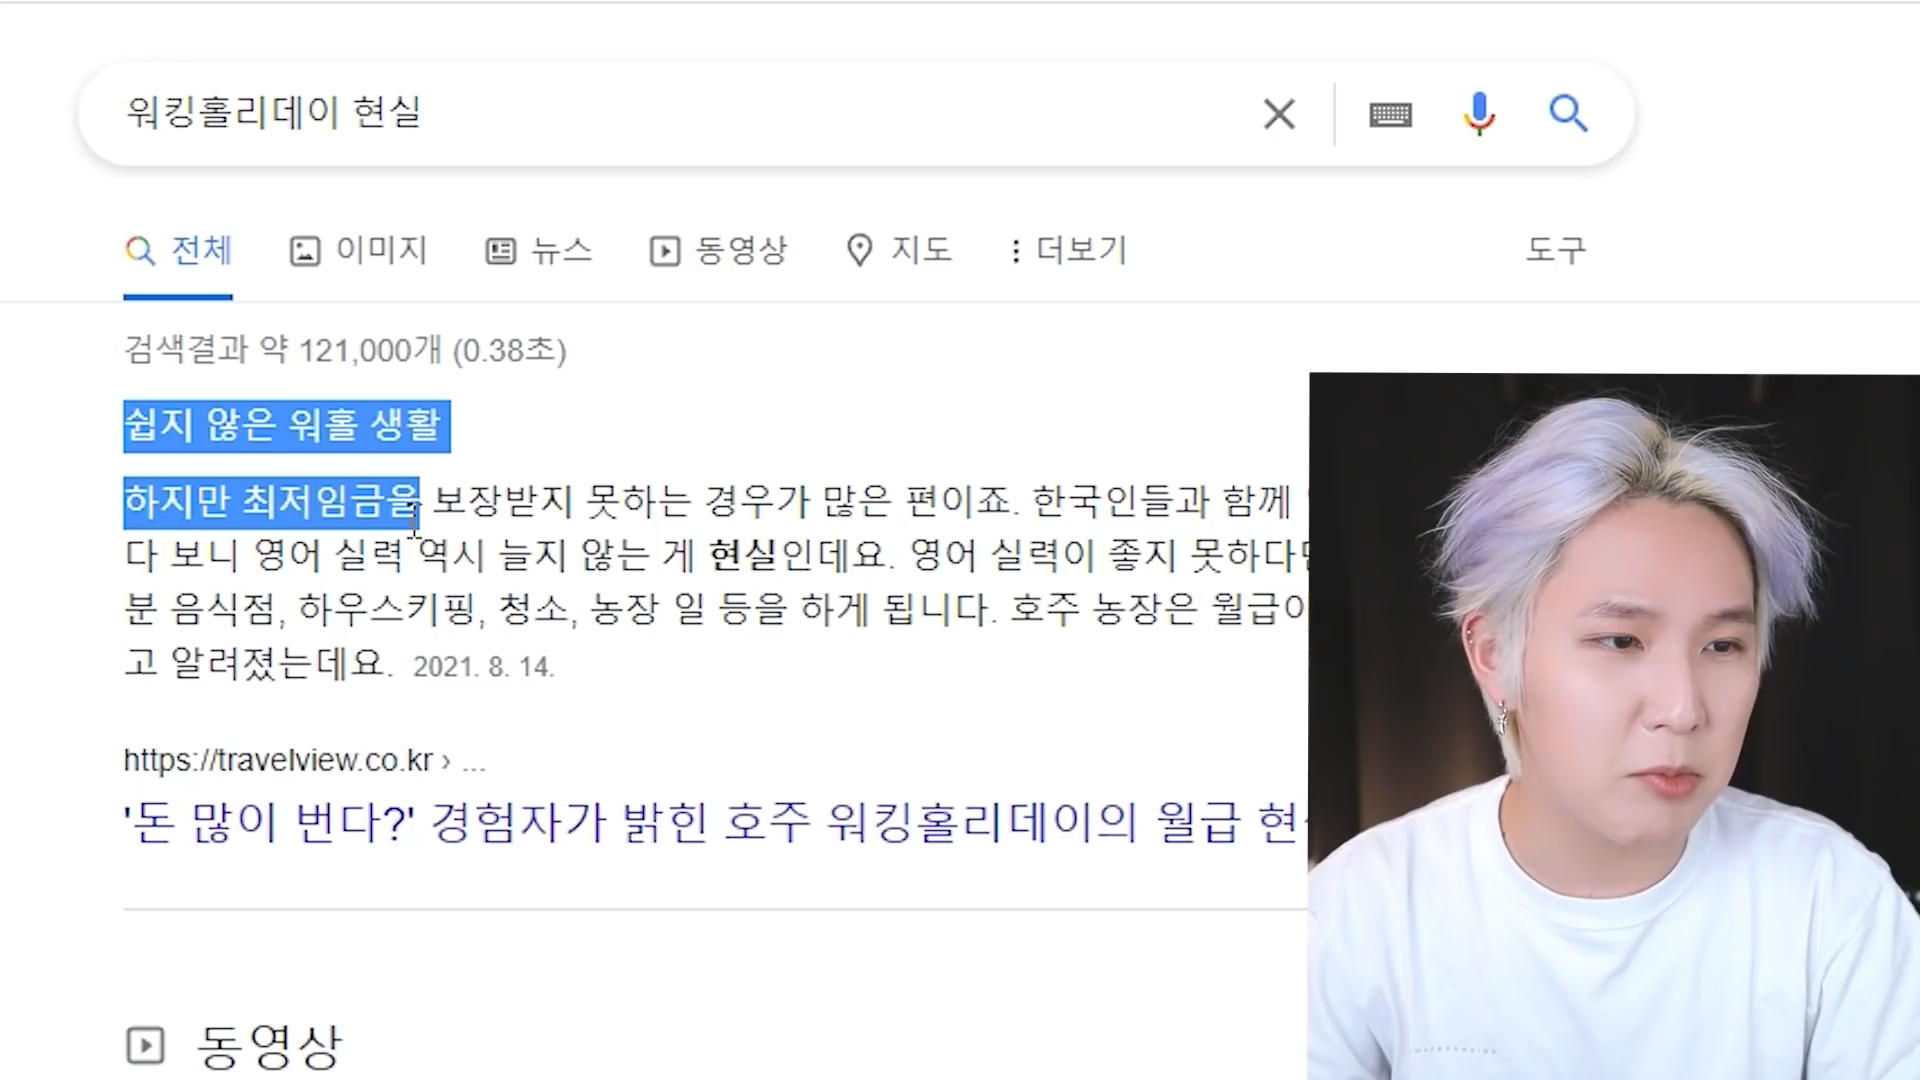 워킹홀리데이 현실
전체 이미지 뉴스 동영상 지도 더보기 도구
검색결과 약 121,000개 (0.38초)
쉽지 않은 워홀 생활
하지만 최저임금을 보장받지 못하는 경우가 많은 편이죠. 한국인들과 함께
다 보니 영어 실력 역시 늘지 않는 게 현실인데요. 영어 실력이 좋지
분 음식점, 하우스키핑, 청소, 농장 일 등을 하게 됩니다. 호주 농장은
고 알려졌는데요. 2021. 8. 14.
https://travelview.co.kr › ...
'돈 많이 번다?' 경험자가 밝힌 호주 워킹홀리데이의 월급
동영상